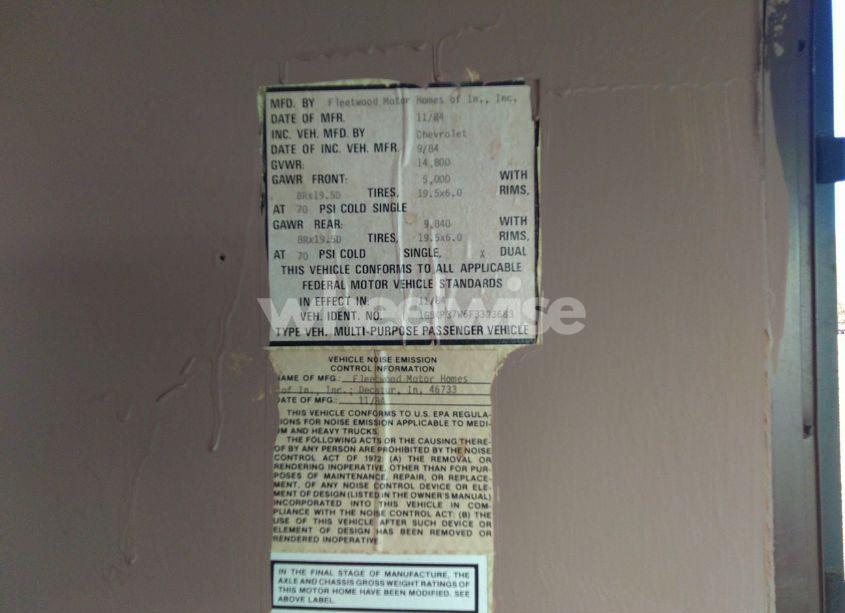 MFD. BY Fleetwood Motor Homes of In., Inc.
DATE OF MFR. 11/84
INC. VEH. MFD. BY Chevrolet
DATE OF INC. VEH. MFR. 9/84
GVWR: 14,800
GAWR FRONT: 5,000 WITH
8Rx19.5D TIRES, 19.5x6.0 RIMS,
AT 70 PSI COLD SINGLE
GAWR REAR: 9,840 WITH
8Rx19.5D TIRES, 19.5x6.0 RIMS,
AT 70 PSI COLD SINGLE, X DUAL
THIS VEHICLE CONFORMS TO ALL APPLICABLE
FEDERAL MOTOR VEHICLE STANDARDS
IN EFFECT IN: 11/84
wheelwise
VEH. IDENT. NO.
TYPE VEH. MULTI-PURPOSE PASSENGER VEHICLE
VEHICLE NOISE EMISSION
CONTROL INFORMATION
NAME OF MFG.: Fleetwood Motor Homes
of In., Inc.; Decatur, In. 46733
DATE OF MFG.: 11/84
THIS VEHICLE CONFORMS TO U.S. EPA REGULA-
IONS FOR NOISE EMISSION APPLICABLE TO MEDI-
UM AND HEAVY TRUCKS.
THE FOLLOWING ACTS OR THE CAUSING THERE-
OF BY ANY PERSON ARE PROHIBITED BY THE NOISE
CONTROL ACT OF 1972: (A) THE REMOVAL OR
RENDERING INOPERATIVE, OTHER THAN FOR PUR-
POSES OF MAINTENANCE, REPAIR, OR REPLACE-
MENT, OF ANY NOISE CONTROL DEVICE OR ELE-
MENT OF DESIGN (LISTED IN THE OWNER'S MANUAL)
INCORPORATED INTO THIS VEHICLE IN COM-
PLIANCE WITH THE NOISE CONTROL ACT: (B) THE
USE OF THIS VEHICLE AFTER SUCH DEVICE OR
ELEMENT OF DESIGN HAS BEEN REMOVED OR
RENDERED INOPERATIVE
IN THE FINAL STAGE OF MANUFACTURE, THE
AXLE AND CHASSIS GROSS WEIGHT RATINGS OF
THIS MOTOR HOME HAVE BEEN MODIFIED. SEE
ABOVE LABEL.